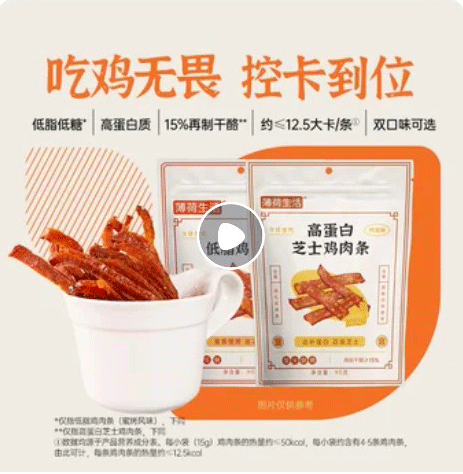 吃鸡无畏 控卡到位
低脂低糖* | 高蛋白质 | 15%再制干酪** | 约≤12.5大卡/条① | 双口味可选
薄荷生活
薄荷生活
低脂鸡
高蛋白
芝士鸡肉条
图片仅供参考
*仅指低脂鸡肉条（蜜烤风味），下同
**仅指高蛋白芝士鸡肉条，下同
①数据均源于产品营养成分表。每小袋（15g）鸡肉条的热量约≤50kcal，每小袋约含有4-5条鸡肉条，
由此可计，每条鸡肉条的热量约≤12.5kcal